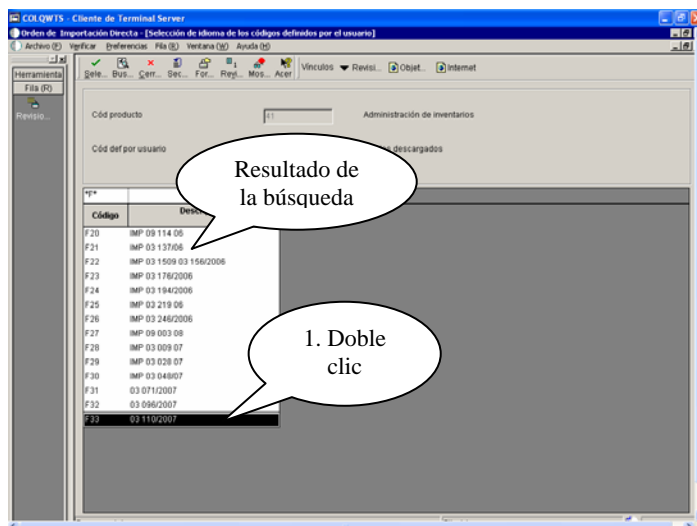 COLQWTS - Cliente de Terminal Server
Orden de Importación Directa - [Selección de idioma de los códigos definidos por el usuario]
Archivo (F) Verificar Preferencias Fila (R) Ventana (W) Ayuda (H)
Herramienta
Fila (R)
Revisio...
Sele... Bus... Cerr... Sec... For... Reyi... Mos... Acer Vínculos Revisi... Objet... Internet
Cód producto 41 Administración de inventarios
Cód def por usuario descargados
Resultado de
la búsqueda
*F*
Código
F20 IMP 09 114 06
F21 IMP 03 137/06
F22 IMP 03 1509 03 156/2006
F23 IMP 03 176/2006
F24 IMP 03 194/2006
F25 IMP 03 219 06
F26 IMP 03 246/2006
F27 IMP 09 003 08
F28 IMP 03 009 07
F29 IMP 03 028 07
F30 IMP 03 048/07
F31 03 071/2007
F32 03 096/2007
F33 03 110/2007
1. Doble
clic